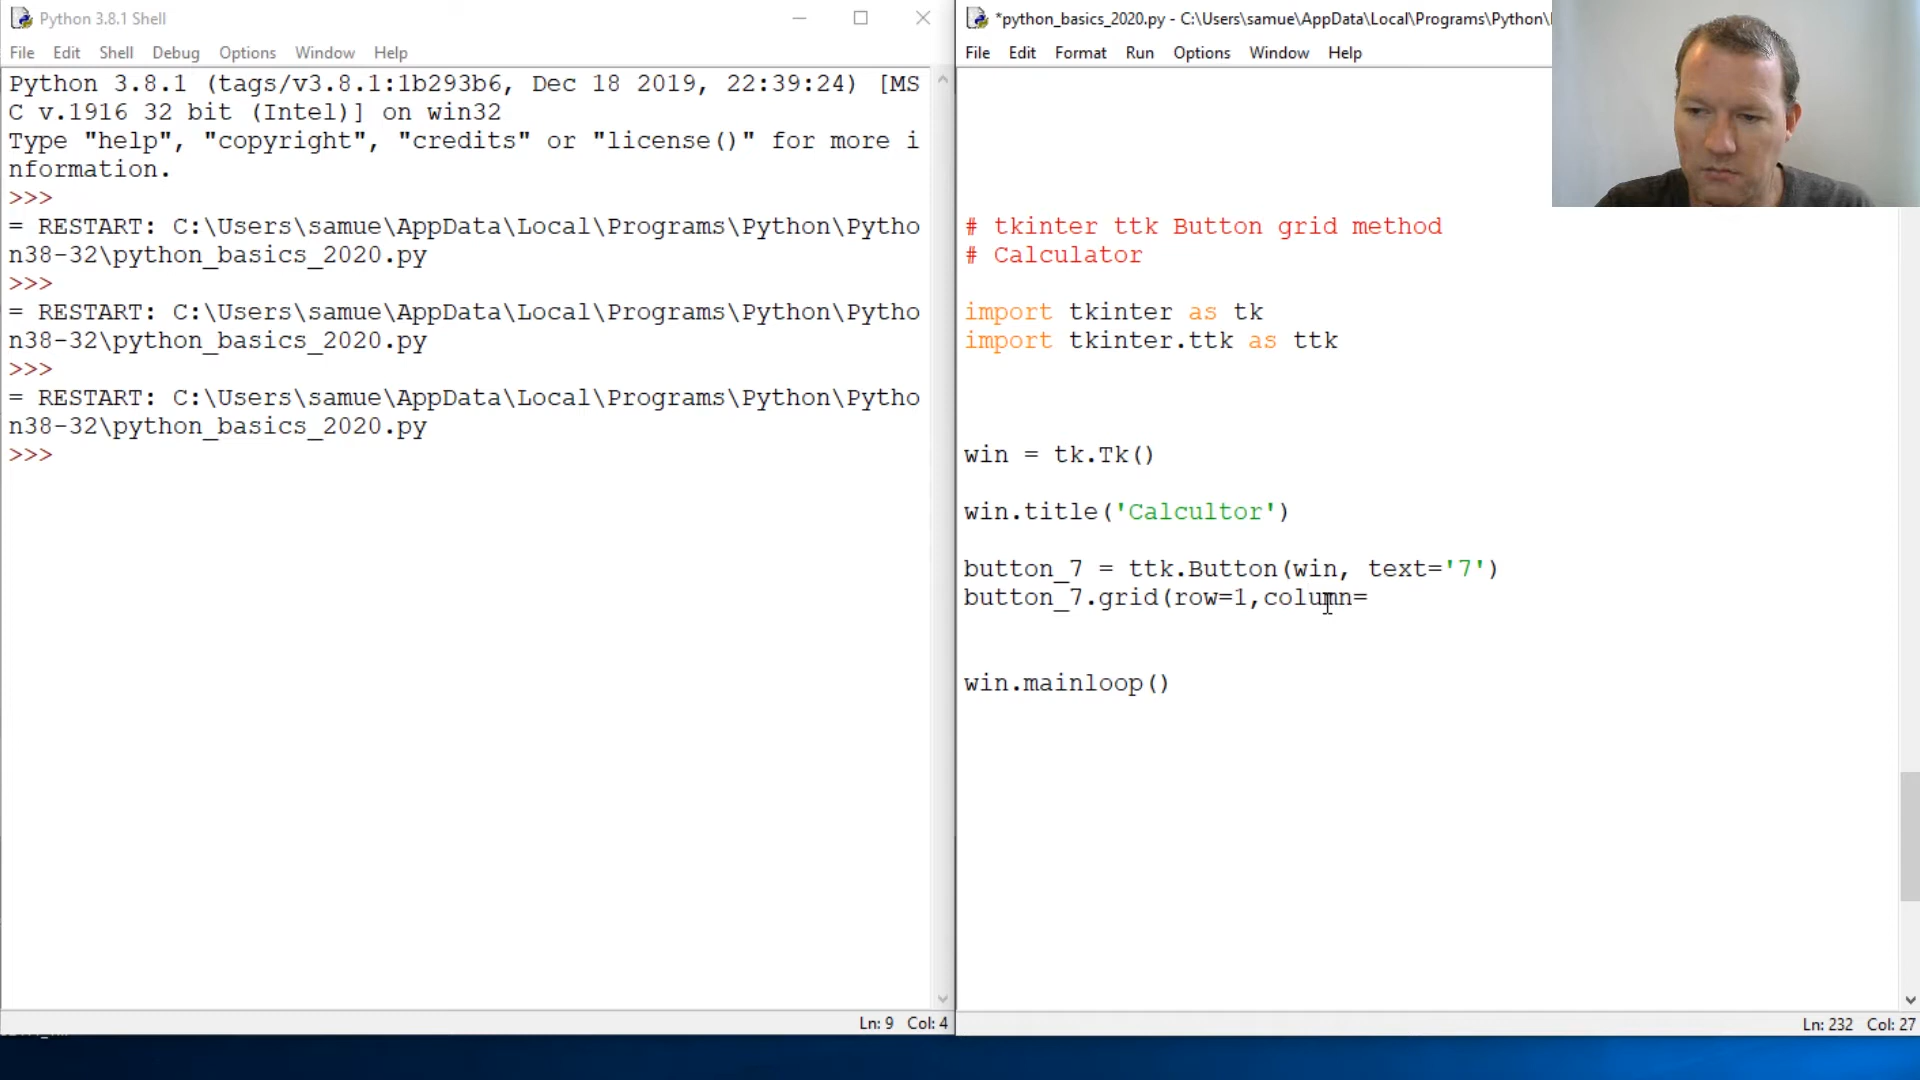 Python 3.8.1 Shell
File Edit Shell Debug Options Window Help
Python 3.8.1 (tags/v3.8.1:1b293b6, Dec 18 2019, 22:39:24) [MS
C v.1916 32 bit (Intel)] on win32
Type "help", "copyright", "credits" or "license()" for more i
nformation.
>>>
= RESTART: C:\Users\samue\AppData\Local\Programs\Python\Pytho
n38-32\python_basics_2020.py
>>>
= RESTART: C:\Users\samue\AppData\Local\Programs\Python\Pytho
n38-32\python_basics_2020.py
>>>
= RESTART: C:\Users\samue\AppData\Local\Programs\Python\Pytho
n38-32\python_basics_2020.py
>>>
Ln: 9 Col: 4
*python_basics_2020.py - C:\Users\samue\AppData\Local\Programs\Python\
File Edit Format Run Options Window Help
# tkinter ttk Button grid method
# Calculator
import tkinter as tk
import tkinter.ttk as ttk
win = tk.Tk()
win.title('Calcultor')
button_7 = ttk.Button(win, text='7')
button_7.grid(row=1,column=
win.mainloop()
Ln: 232 Col: 27